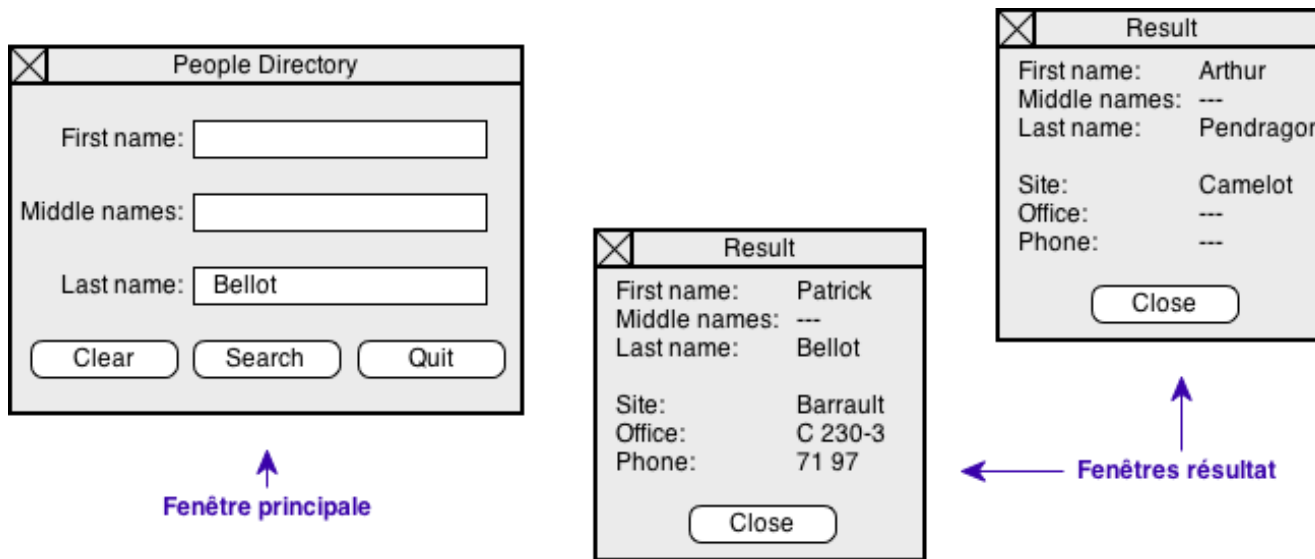 People Directory
First name:
Middle names:
Last name: Bellot
Clear Search Quit
Fenêtre principale
Result
First name: Patrick
Middle names: ---
Last name: Bellot
Site: Barrault
Office: C 230-3
Phone: 71 97
Close
Result
First name: Arthur
Middle names: ---
Last name: Pendragon
Site: Camelot
Office: ---
Phone: ---
Close
Fenêtres résultat